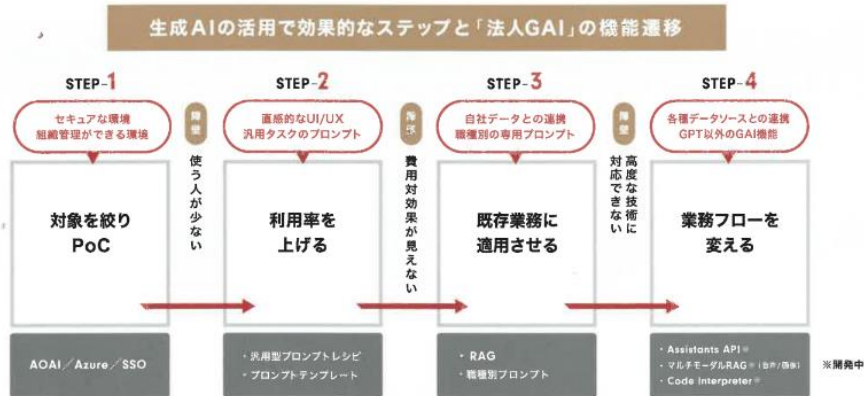 生成AIの活用で効果的なステップと「法人GAI」の機能遷移
STEP-1
セキュアな環境
組織管理ができる環境
対象を絞り
PoC
AOAI／Azure／SSO
障壁
使う人が少ない
STEP-2
直感的なUI/UX
汎用タスクのプロンプト
利用率を
上げる
・汎用型プロンプトレシピ
・プロンプトテンプレート
障壁
費用対効果が見えない
STEP-3
自社データとの連携
職種別の専用プロンプト
既存業務に
適用させる
・RAG
・職種別プロンプト
障壁
高度な技術に
対応できない
STEP-4
各種データソースとの連携
GPT以外のGAI機能
業務フローを
変える
・Assistants API※
・マルチモーダルRAG※(音声/画像)
・Code Interpreter※
※開発中